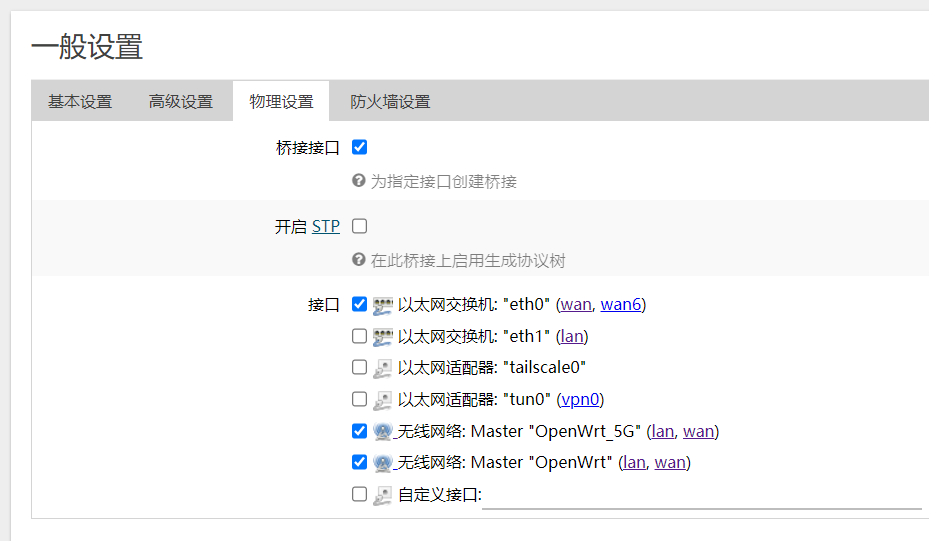 一般设置
基本设置 高级设置 物理设置 防火墙设置
桥接接口
为指定接口创建桥接
开启 STP
在此桥接上启用生成协议树
接口 以太网交换机: "eth0" (wan, wan6)
以太网交换机: "eth1" (lan)
以太网适配器: "tailscale0"
以太网适配器: "tun0" (vpn0)
无线网络: Master "OpenWrt_5G" (lan, wan)
无线网络: Master "OpenWrt" (lan, wan)
自定义接口: